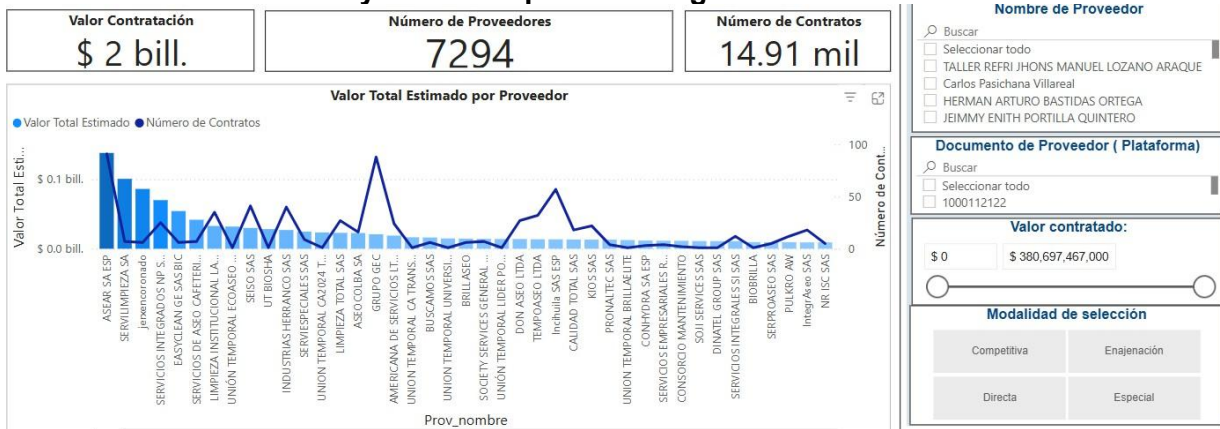 Valor Contratación
$ 2 bill.
Número de Proveedores
7294
Número de Contratos
14.91 mil
Valor Total Estimado por Proveedor
Valor Total Estimado Número de Contratos
Valor Total Esti...
$ 0.1 bill.
$ 0.0 bill.
100
50
0
Número de Cont...
ASEAR SA ESP
SERVILIMPIEZA SA
jerxencoronado
SERVICIOS INTEGRADOS NP S...
EASYCLEAN GE SAS BIC
SERVICIOS DE ASEO CAFETERI...
LIMPIEZA INSTITUCIONAL LA...
UNIÓN TEMPORAL ECOASEO ...
SEISO SAS
UT BIOSHA
INDUSTRIAS HERRANCO SAS
SERVIESPECIALES SAS
UNION TEMPORAL CA2024 T...
LIMPIEZA TOTAL SAS
ASEOCOLBA SA
GRUPO GEC
AMERICANA DE SERVICIOS LT...
UNION TEMPORAL CA TRANS...
BUSCAMOS SAS
UNION TEMPORAL UNIVERSI...
BRILLASEO
SOCIETY SERVICES GENERAL ...
UNIÓN TEMPORAL LIDER PO...
DON ASEO LTDA
TEMPOASEO LTDA
Incihuila SAS ESP
CALIDAD TOTAL SAS
KIOS SAS
PRONALTEC SAS
UNION TEMPORAL BRILLAELITE
CONHYDRA SA ESP
SERVICIOS EMPRESARIALES R...
CONSORCIO MANTENIMIENTO
SOJI SERVICES SAS
DINATEL GROUP SAS
SERVICIOS INTEGRALES SI SAS
BIOBRILLA
SERPROASEO SAS
PULKRO AW
IntegrAseo SAS
NR ISC SAS
Prov_nombre
Nombre de Proveedor
Buscar
Seleccionar todo
TALLER REFRI JHONS MANUEL LOZANO ARAQUE
Carlos Pasichana Villareal
HERMAN ARTURO BASTIDAS ORTEGA
JEIMMY ENITH PORTILLA QUINTERO
Documento de Proveedor ( Plataforma)
Buscar
Seleccionar todo
1000112122
Valor contratado:
$ 0
$ 380,697,467,000
Modalidad de selección
Competitiva
Enajenación
Directa
Especial